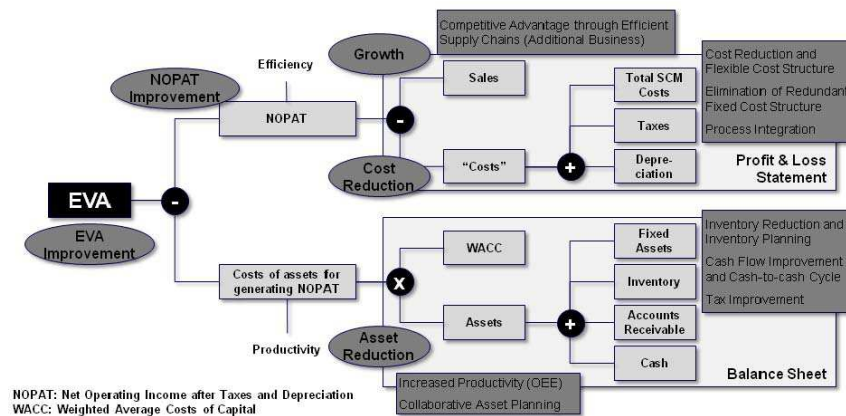 Competitive Advantage through Efficient
Supply Chains (Additional Business)
Growth
Cost Reduction and
Flexible Cost Structure
Elimination of Redundant
Fixed Cost Structure
Process Integration
Efficiency
NOPAT
Improvement
Sales
Total SCM
Costs
NOPAT
-
Taxes
Cost
Reduction
"Costs"
+
Depre-
ciation
Profit & Loss
Statement
EVA
-
EVA
Improvement
Inventory Reduction and
Inventory Planning
Cash Flow Improvement
and Cash-to-cash Cycle
Tax Improvement
WACC
Fixed
Assets
Costs of assets for
generating NOPAT
x
Inventory
Assets
+
Accounts
Receivable
Productivity
Asset
Reduction
Cash
Balance Sheet
Increased Productivity (OEE)
Collaborative Asset Planning
NOPAT: Net Operating Income after Taxes and Depreciation
WACC: Weighted Average Costs of Capital